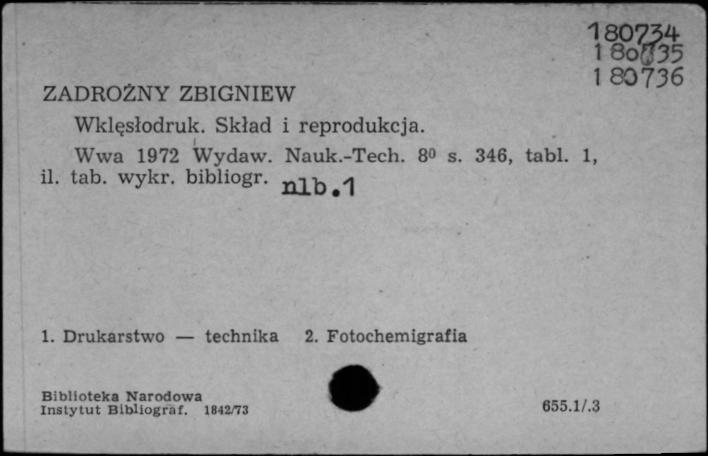 180734
180735
180736
ZADROŻNY ZBIGNIEW
Wklęsłodruk. Skład i reprodukcja.
Wwa 1972 Wydaw. Nauk.-Tech. 8⁰ s. 346, tabl. 1,
il. tab. wykr. bibliogr. nlb.1
1. Drukarstwo — technika 2. Fotochemigrafia
Biblioteka Narodowa
Instytut Bibliograf. 1842/73 655.1/.3